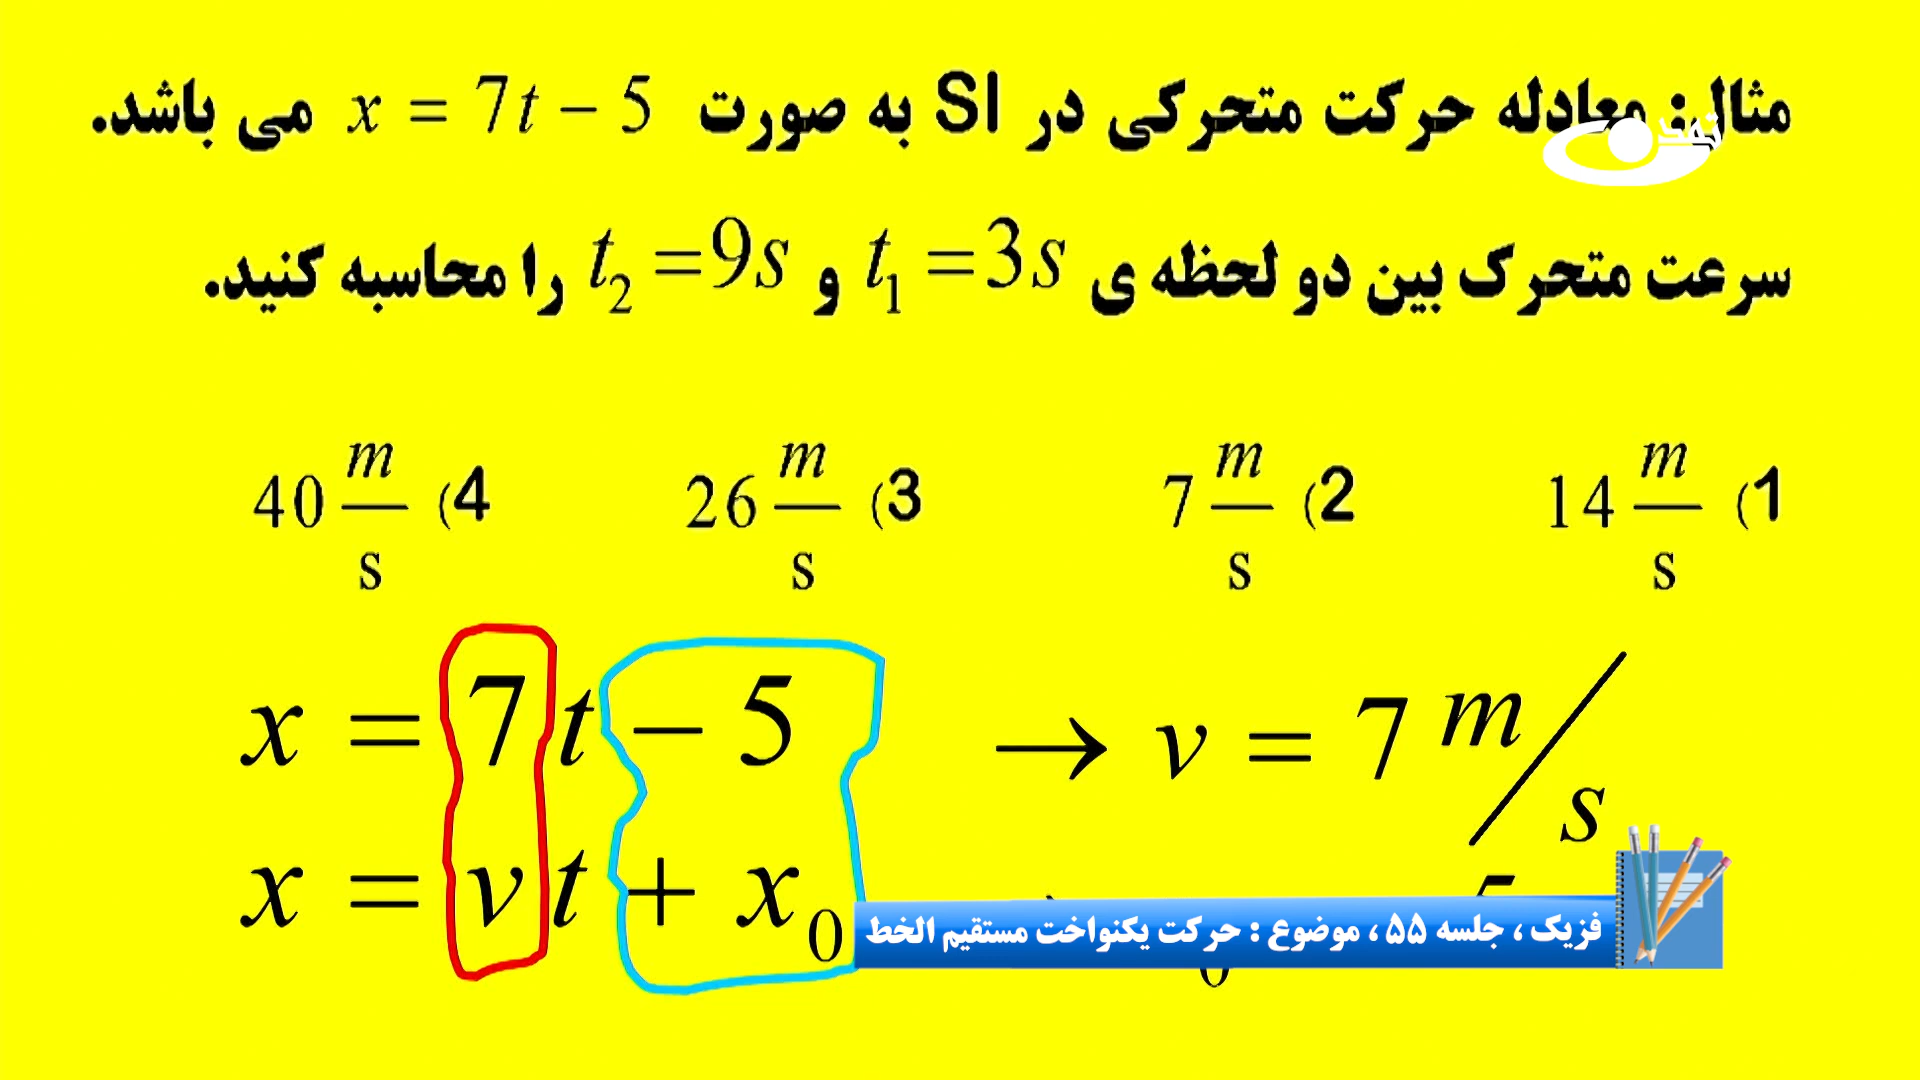 مثال: معادله حرکت متحرکی در SI به صورت x = 7t − 5 می باشد.
سرعت متحرک بین دو لحظه ی t₁ = 3s و t₂ = 9s را محاسبه کنید.
1) 14 m/s 2) 7 m/s 3) 26 m/s 4) 40 m/s
x = 7t − 5 → v = 7 m/s
x = vt + x₀
فزیک ، جلسه ۵۵ ، موضوع : حرکت یکنواخت مستقیم الخط